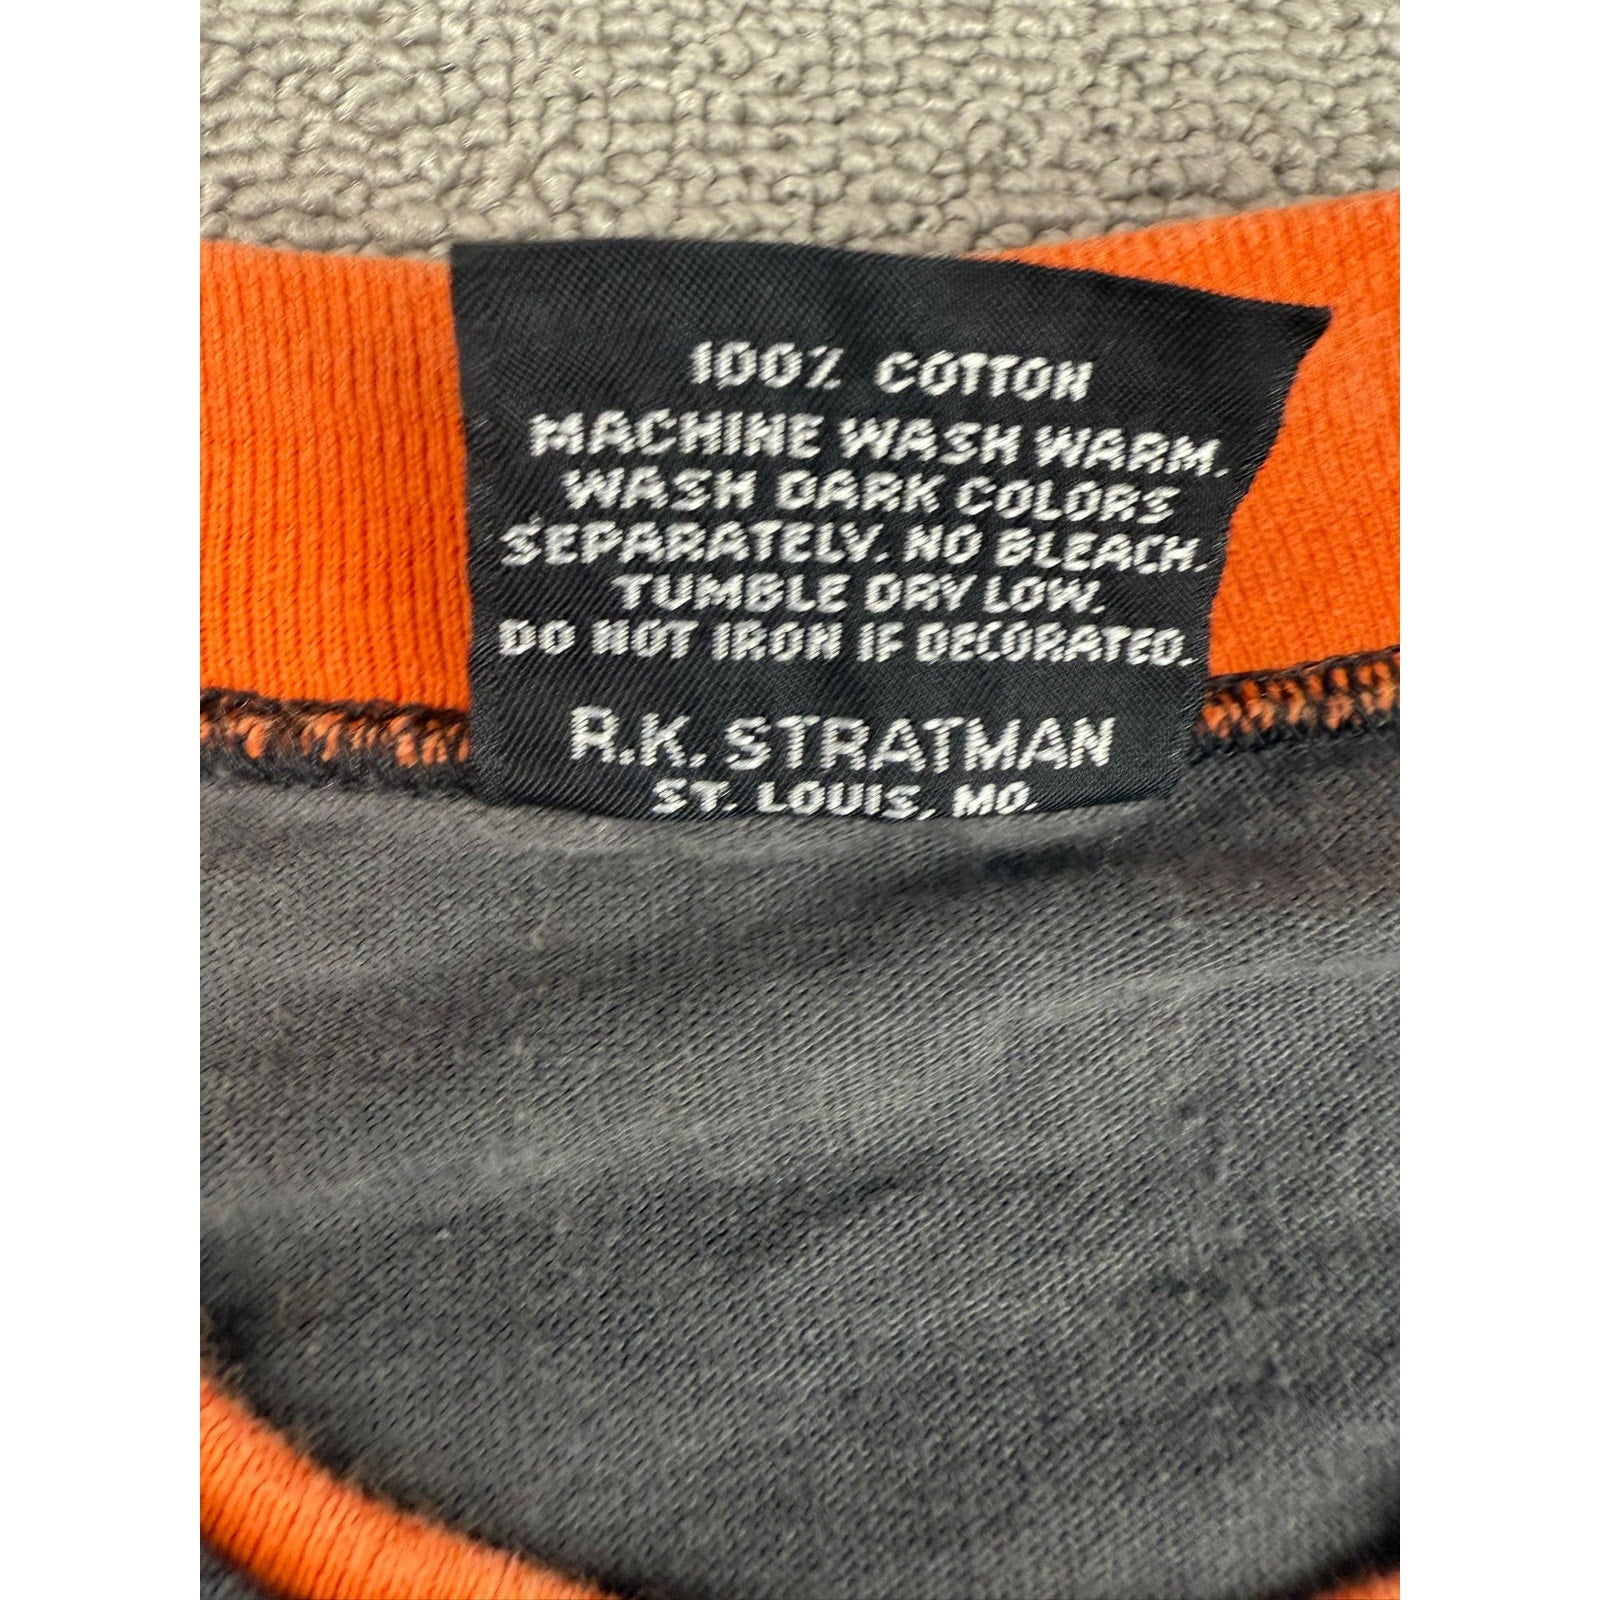 100% COTTON
MACHINE WASH WARM.
WASH DARK COLORS
SEPARATELY. NO BLEACH.
TUMBLE DRY LOW.
DO NOT IRON IF DECORATED.
R.K. STRATMAN
ST. LOUIS, MO.